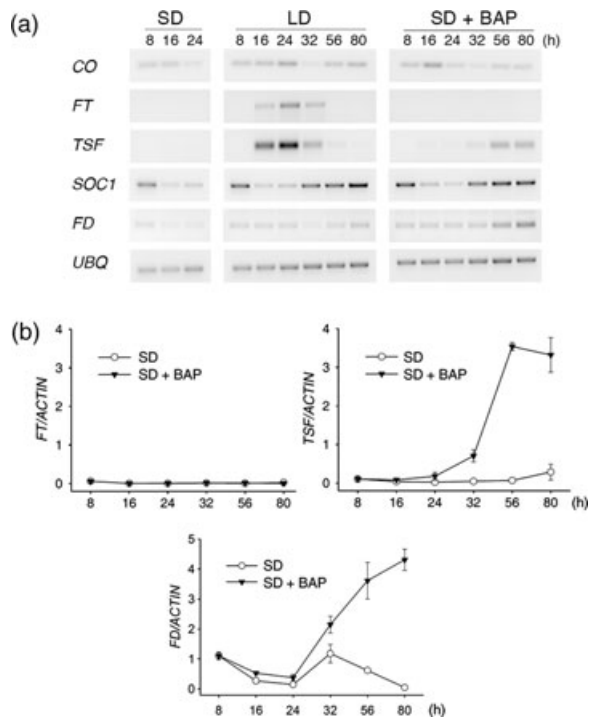 (a)
SD LD SD + BAP
8 16 24 8 16 24 32 56 80 8 16 24 32 56 80 (h)
CO
FT
TSF
SOC1
FD
UBQ
(b)
4
3
2
1
0
FT/ACTIN
SD
SD + BAP
8 16 24 32 56 80 (h)
4
3
2
1
0
TSF/ACTIN
SD
SD + BAP
8 16 24 32 56 80 (h)
5
4
3
2
1
0
FD/ACTIN
SD
SD + BAP
8 16 24 32 56 80 (h)